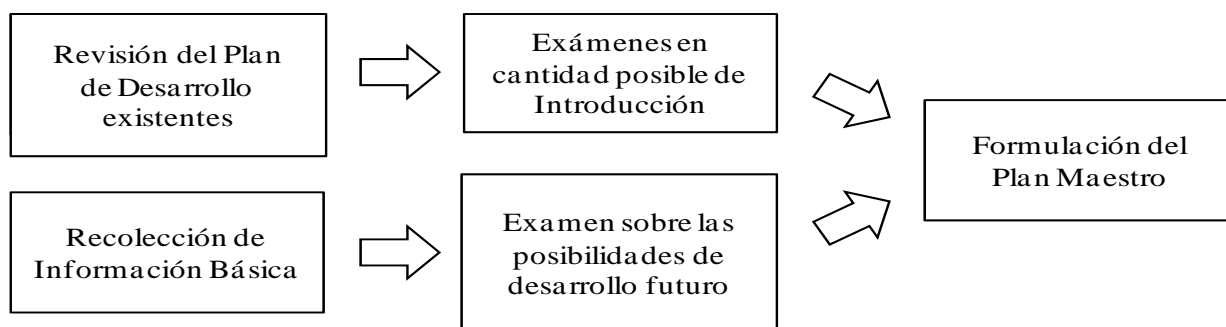 Revisión del Plan
de Desarrollo
existentes
Exámenes en
cantidad posible de
Introducción
Recolección de
Información Básica
Examen sobre las
posibilidades de
desarrollo futuro
Formulación del
Plan Maestro